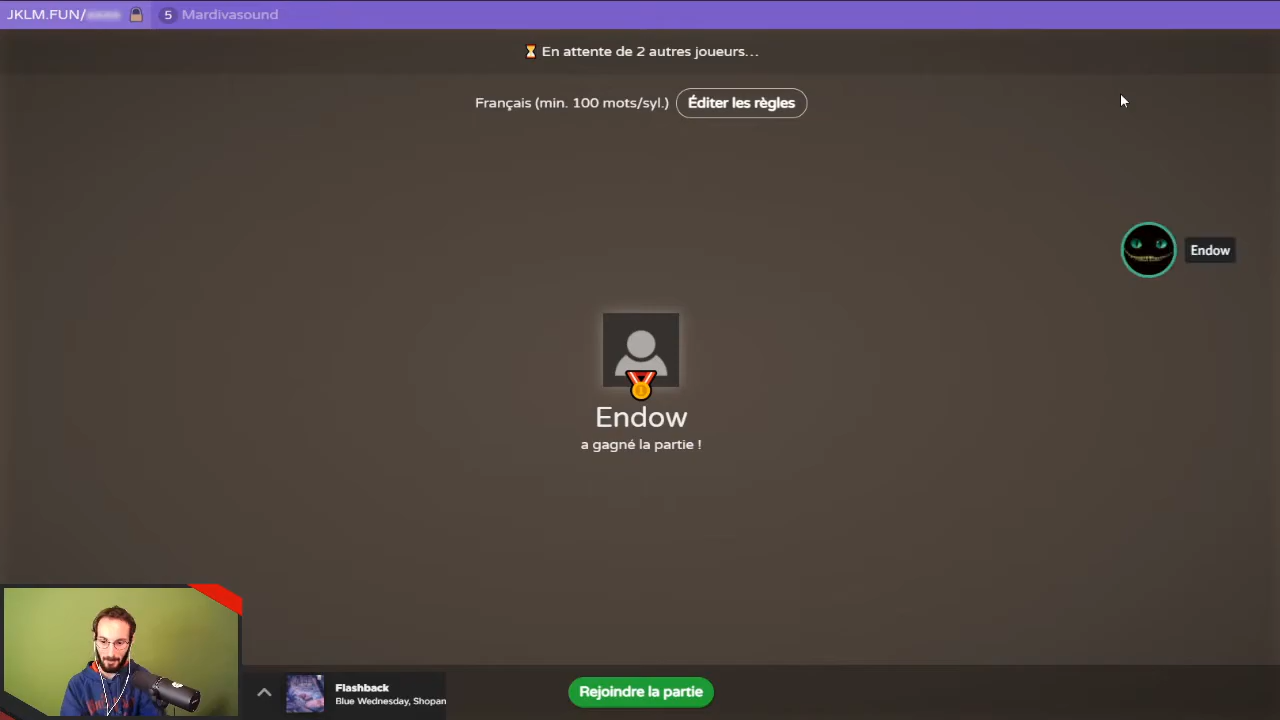 JKLM.FUN/
5 Mardivasound
⌛ En attente de 2 autres joueurs…
Français (min. 100 mots/syl.) Éditer les règles
Endow
Endow
a gagné la partie !
Flashback
Blue Wednesday, Shopan
Rejoindre la partie